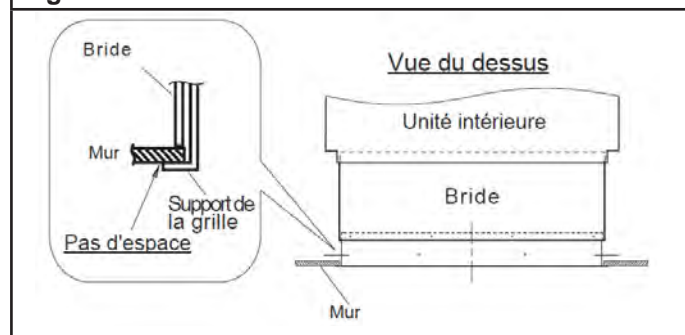 Bride
Mur
Support de
la grille
Pas d'espace
Vue du dessus
Unité intérieure
Bride
Mur